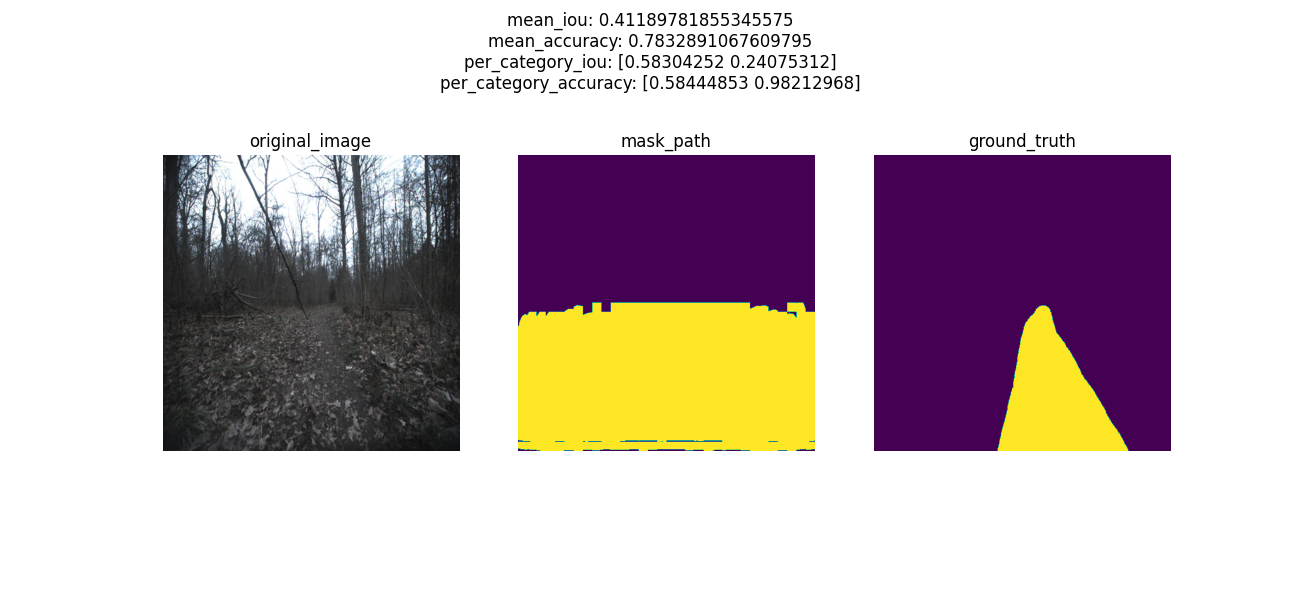 mean_iou: 0.41189781855345575
mean_accuracy: 0.7832891067609795
per_category_iou: [0.58304252 0.24075312]
per_category_accuracy: [0.58444853 0.98212968]
original_image
mask_path
ground_truth